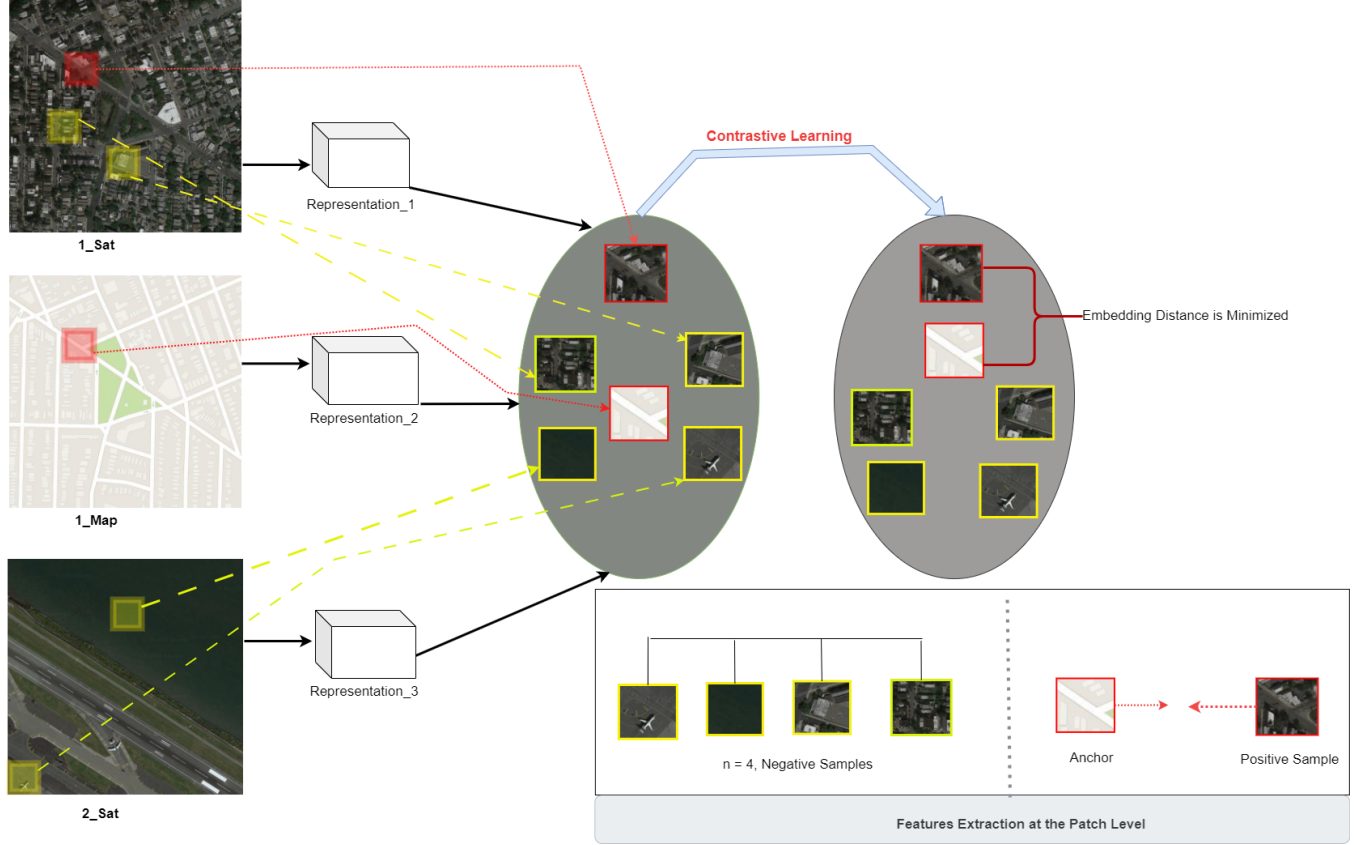 Contrastive Learning
Representation_1
1_Sat
Embedding Distance is Minimized
Representation_2
1_Map
Representation_3
2_Sat
n = 4, Negative Samples
Anchor
Positive Sample
Features Extraction at the Patch Level